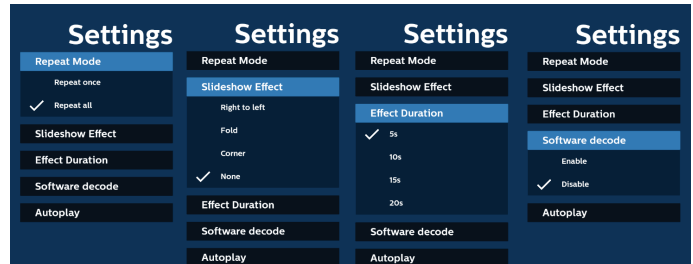 Settings
Repeat Mode
Repeat once
Repeat all
Slideshow Effect
Effect Duration
Software decode
Autoplay
Settings
Repeat Mode
Slideshow Effect
Right to left
Fold
Corner
None
Effect Duration
Software decode
Autoplay
Settings
Repeat Mode
Slideshow Effect
Effect Duration
5s
10s
15s
20s
Software decode
Autoplay
Settings
Repeat Mode
Slideshow Effect
Effect Duration
Software decode
Enable
Disable
Autoplay